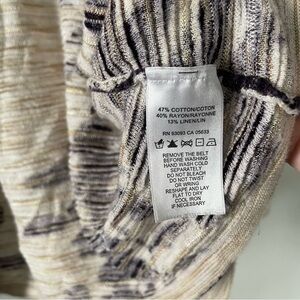 47% COTTON/COTON
40% RAYON/RAYONNE
13% LINEN/LIN
RN 93093 CA 05633
REMOVE THE BELT
BEFORE WASHING
HAND WASH COLD
SEPARATELY
DO NOT BLEACH
DO NOT TWIST
OR WRING
RESHAPE AND LAY
FLAT TO DRY
COOL IRON
IF NECESSARY